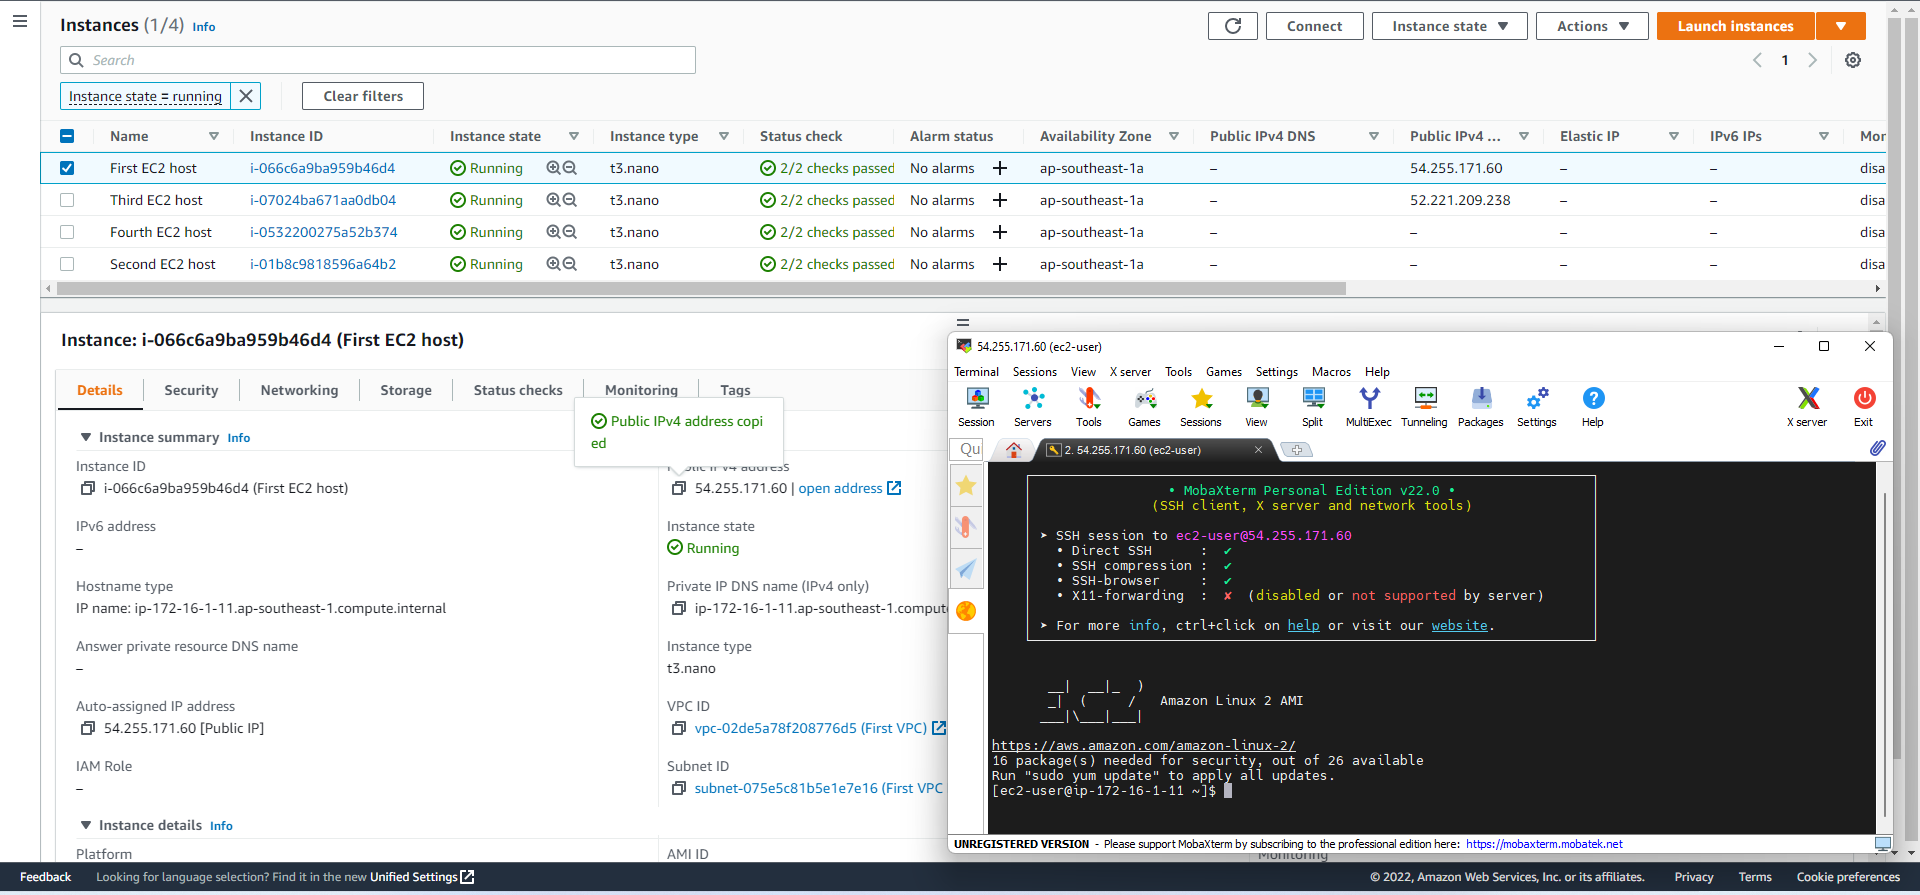 Instances (1/4) Info
Connect
Instance state
Actions
Launch instances
Search
1
Instance state = running
Clear filters
Name Instance ID Instance state Instance type Status check Alarm status Availability Zone Public IPv4 DNS Public IPv4 ... Elastic IP IPv6 IPs Mor
First EC2 host i-066c6a9ba959b46d4 Running t3.nano 2/2 checks passed No alarms + ap-southeast-1a – 54.255.171.60 – – disa
Third EC2 host i-07024ba671aa0db04 Running t3.nano 2/2 checks passed No alarms + ap-southeast-1a – 52.221.209.238 – – disa
Fourth EC2 host i-0532200275a52b374 Running t3.nano 2/2 checks passed No alarms + ap-southeast-1a – – – – disa
Second EC2 host i-01b8c9818596a64b2 Running t3.nano 2/2 checks passed No alarms + ap-southeast-1a – – – – disa
Instance: i-066c6a9ba959b46d4 (First EC2 host)
Details Security Networking Storage Status checks Monitoring Tags
Public IPv4 address copi
ed
Instance summary Info
Instance ID
i-066c6a9ba959b46d4 (First EC2 host)
Public IPv4 address
54.255.171.60 | open address
IPv6 address
–
Instance state
Running
Hostname type
IP name: ip-172-16-1-11.ap-southeast-1.compute.internal
Private IP DNS name (IPv4 only)
ip-172-16-1-11.ap-southeast-1.comput
Answer private resource DNS name
–
Instance type
t3.nano
Auto-assigned IP address
54.255.171.60 [Public IP]
VPC ID
vpc-02de5a78f208776d5 (First VPC)
IAM Role
–
Subnet ID
subnet-075e5c81b5e1e7e16 (First VPC
Instance details Info
Platform
AMI ID
Monitoring
54.255.171.60 (ec2-user)
Terminal Sessions View X server Tools Games Settings Macros Help
Session Servers Tools Games Sessions View Split MultiExec Tunneling Packages Settings Help X server Exit
Qu
2. 54.255.171.60 (ec2-user)
• MobaXterm Personal Edition v22.0 •
(SSH client, X server and network tools)
➤ SSH session to ec2-user@54.255.171.60
• Direct SSH : ✔
• SSH compression : ✔
• SSH-browser : ✔
• X11-forwarding : ✘ (disabled or not supported by server)
➤ For more info, ctrl+click on help or visit our website.
__| __|_ )
_| ( / Amazon Linux 2 AMI
___|\___|___|
https://aws.amazon.com/amazon-linux-2/
16 package(s) needed for security, out of 26 available
Run "sudo yum update" to apply all updates.
[ec2-user@ip-172-16-1-11 ~]$
UNREGISTERED VERSION - Please support MobaXterm by subscribing to the professional edition here: https://mobaxterm.mobatek.net
Feedback Looking for language selection? Find it in the new Unified Settings © 2022, Amazon Web Services, Inc. or its affiliates. Privacy Terms Cookie preferences